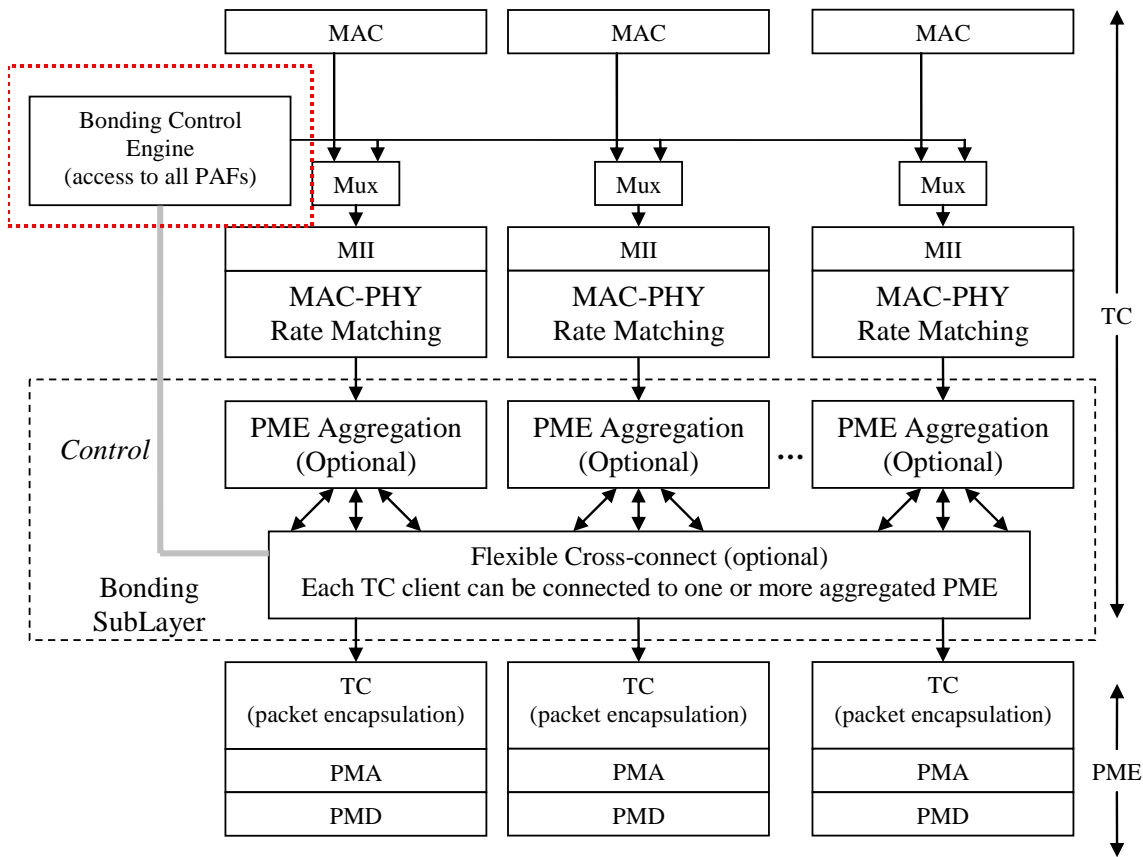 MAC
MAC
MAC
Bonding Control
Engine
(access to all PAFs)
Mux
Mux
Mux
MII
MII
MII
MAC-PHY
Rate Matching
MAC-PHY
Rate Matching
MAC-PHY
Rate Matching
TC
Control
PME Aggregation
(Optional)
PME Aggregation
(Optional)
...
PME Aggregation
(Optional)
Flexible Cross-connect (optional)
Each TC client can be connected to one or more aggregated PME
Bonding
SubLayer
TC
(packet encapsulation)
TC
(packet encapsulation)
TC
(packet encapsulation)
PMA
PMA
PMA
PME
PMD
PMD
PMD